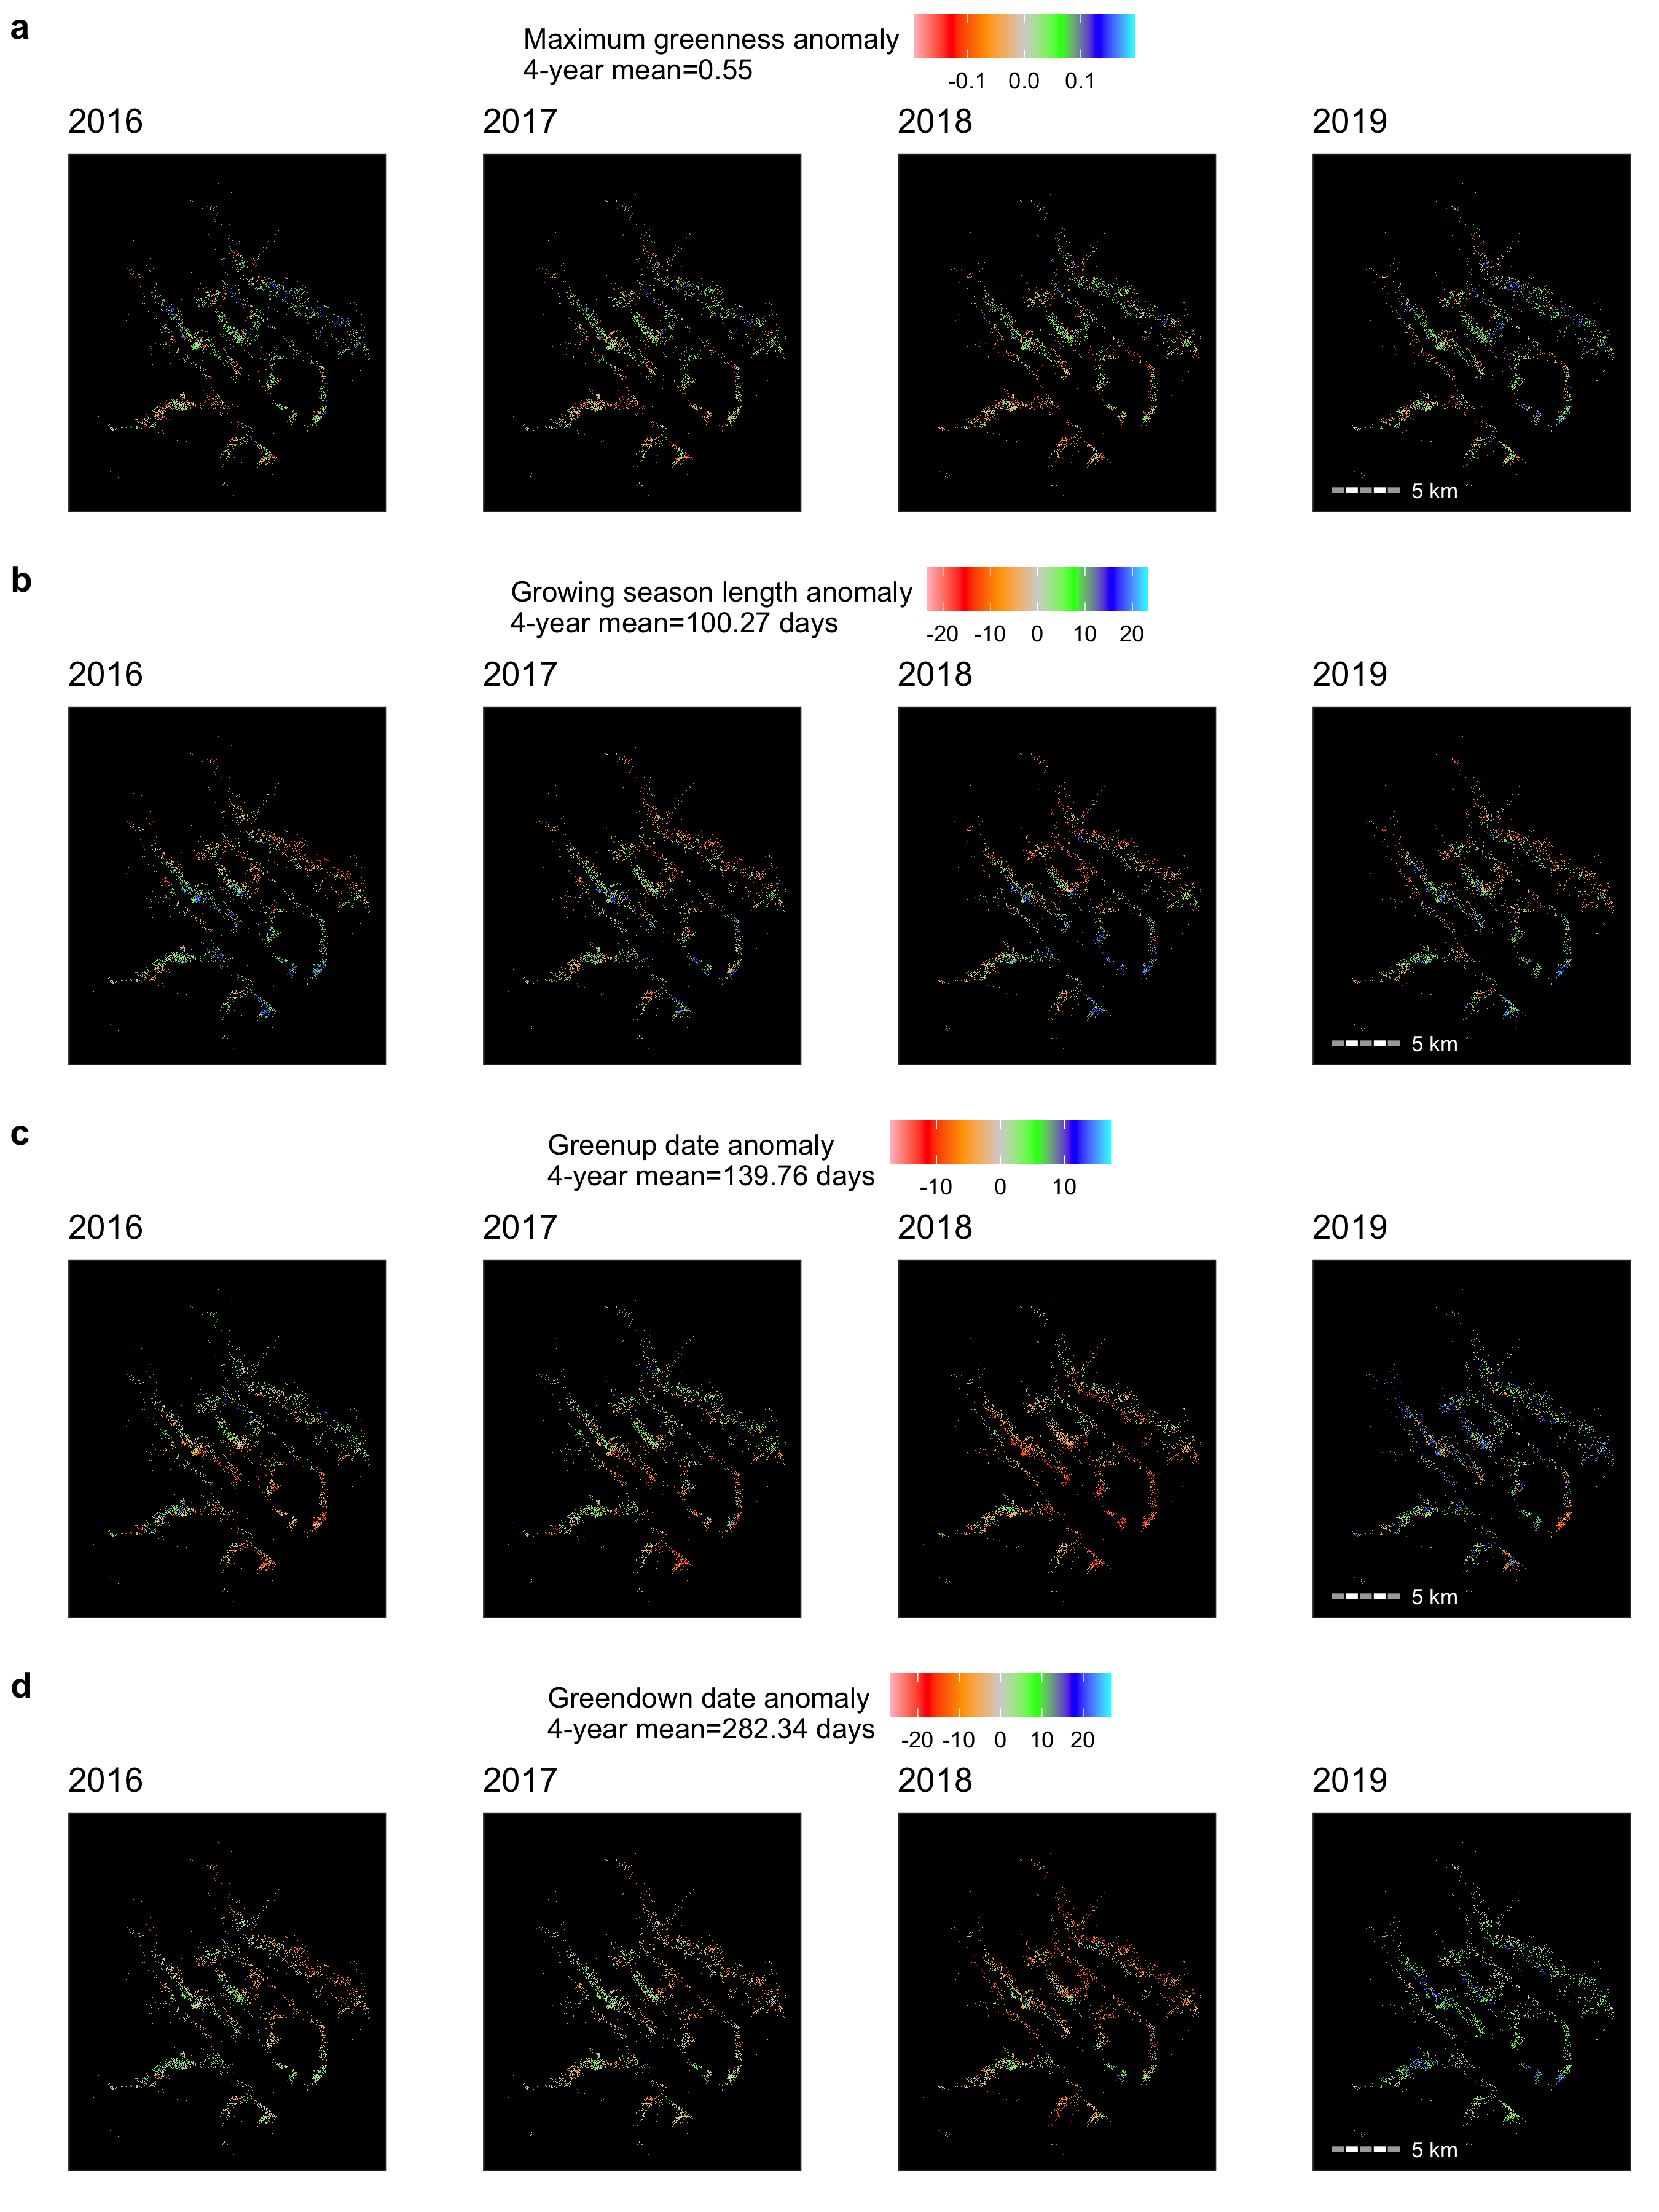 a
Maximum greenness anomaly
4-year mean=0.55
-0.1 0.0 0.1
2016 2017 2018 2019
5 km
b
Growing season length anomaly
4-year mean=100.27 days
-20 -10 0 10 20
2016 2017 2018 2019
5 km
c
Greenup date anomaly
4-year mean=139.76 days
-10 0 10
2016 2017 2018 2019
5 km
d
Greendown date anomaly
4-year mean=282.34 days
-20 -10 0 10 20
2016 2017 2018 2019
5 km